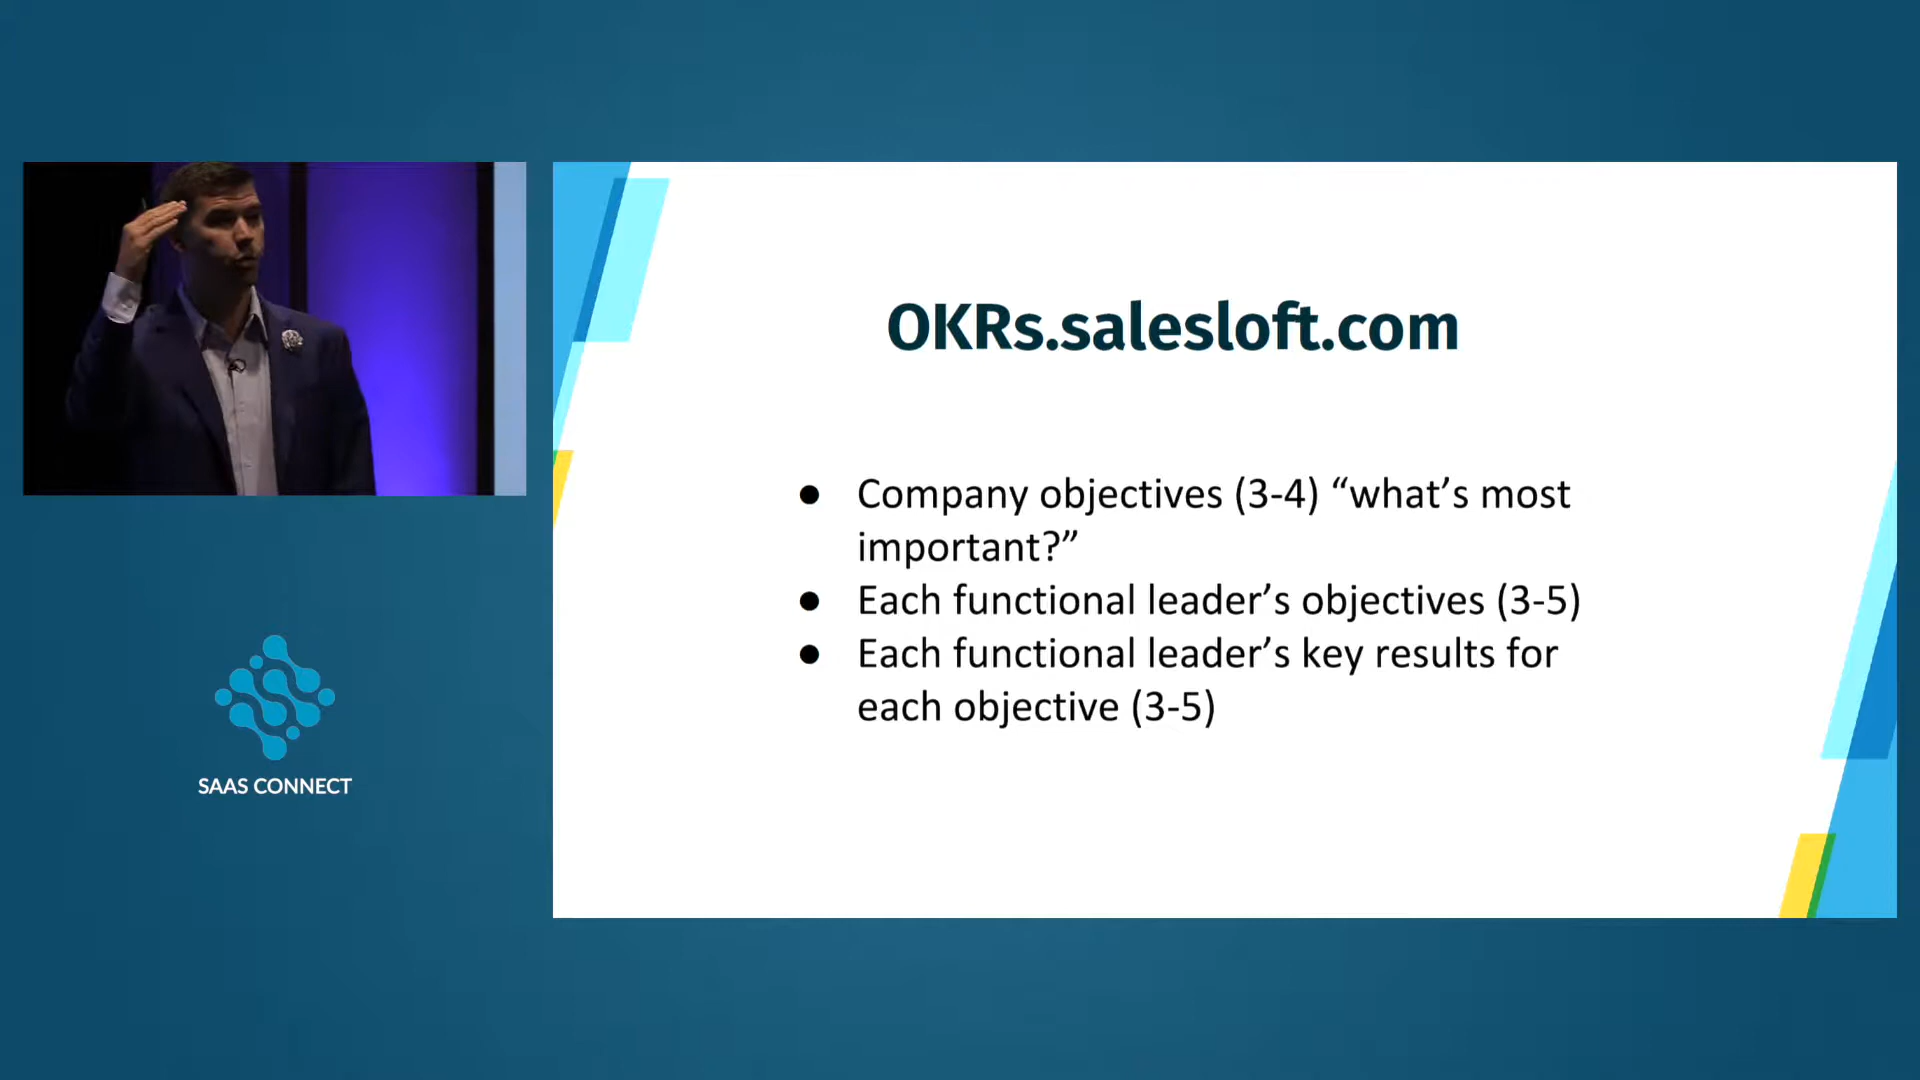 OKRs.salesloft.com
● Company objectives (3-4) “what’s most
important?”
● Each functional leader’s objectives (3-5)
● Each functional leader’s key results for
each objective (3-5)
SAAS CONNECT